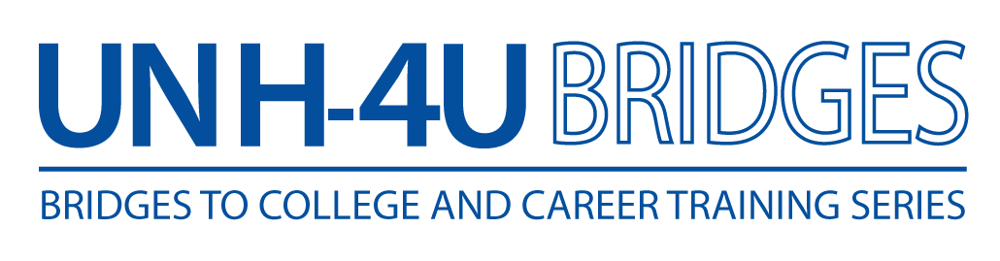 UNH-4U BRIDGES
BRIDGES TO COLLEGE AND CAREER TRAINING SERIES